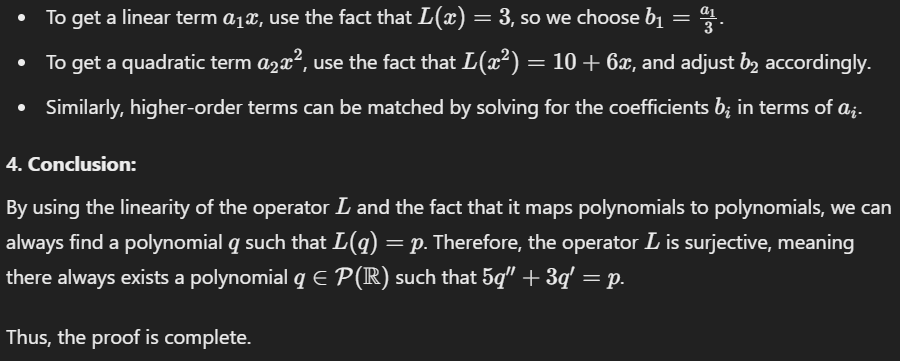 • To get a linear term a₁x, use the fact that L(x) = 3, so we choose b₁ = a₁/3.
• To get a quadratic term a₂x², use the fact that L(x²) = 10 + 6x, and adjust b₂ accordingly.
• Similarly, higher-order terms can be matched by solving for the coefficients bᵢ in terms of aᵢ.
4. Conclusion:
By using the linearity of the operator L and the fact that it maps polynomials to polynomials, we can
always find a polynomial q such that L(q) = p. Therefore, the operator L is surjective, meaning
there always exists a polynomial q ∈ 𝒫(ℝ) such that 5q″ + 3q′ = p.
Thus, the proof is complete.